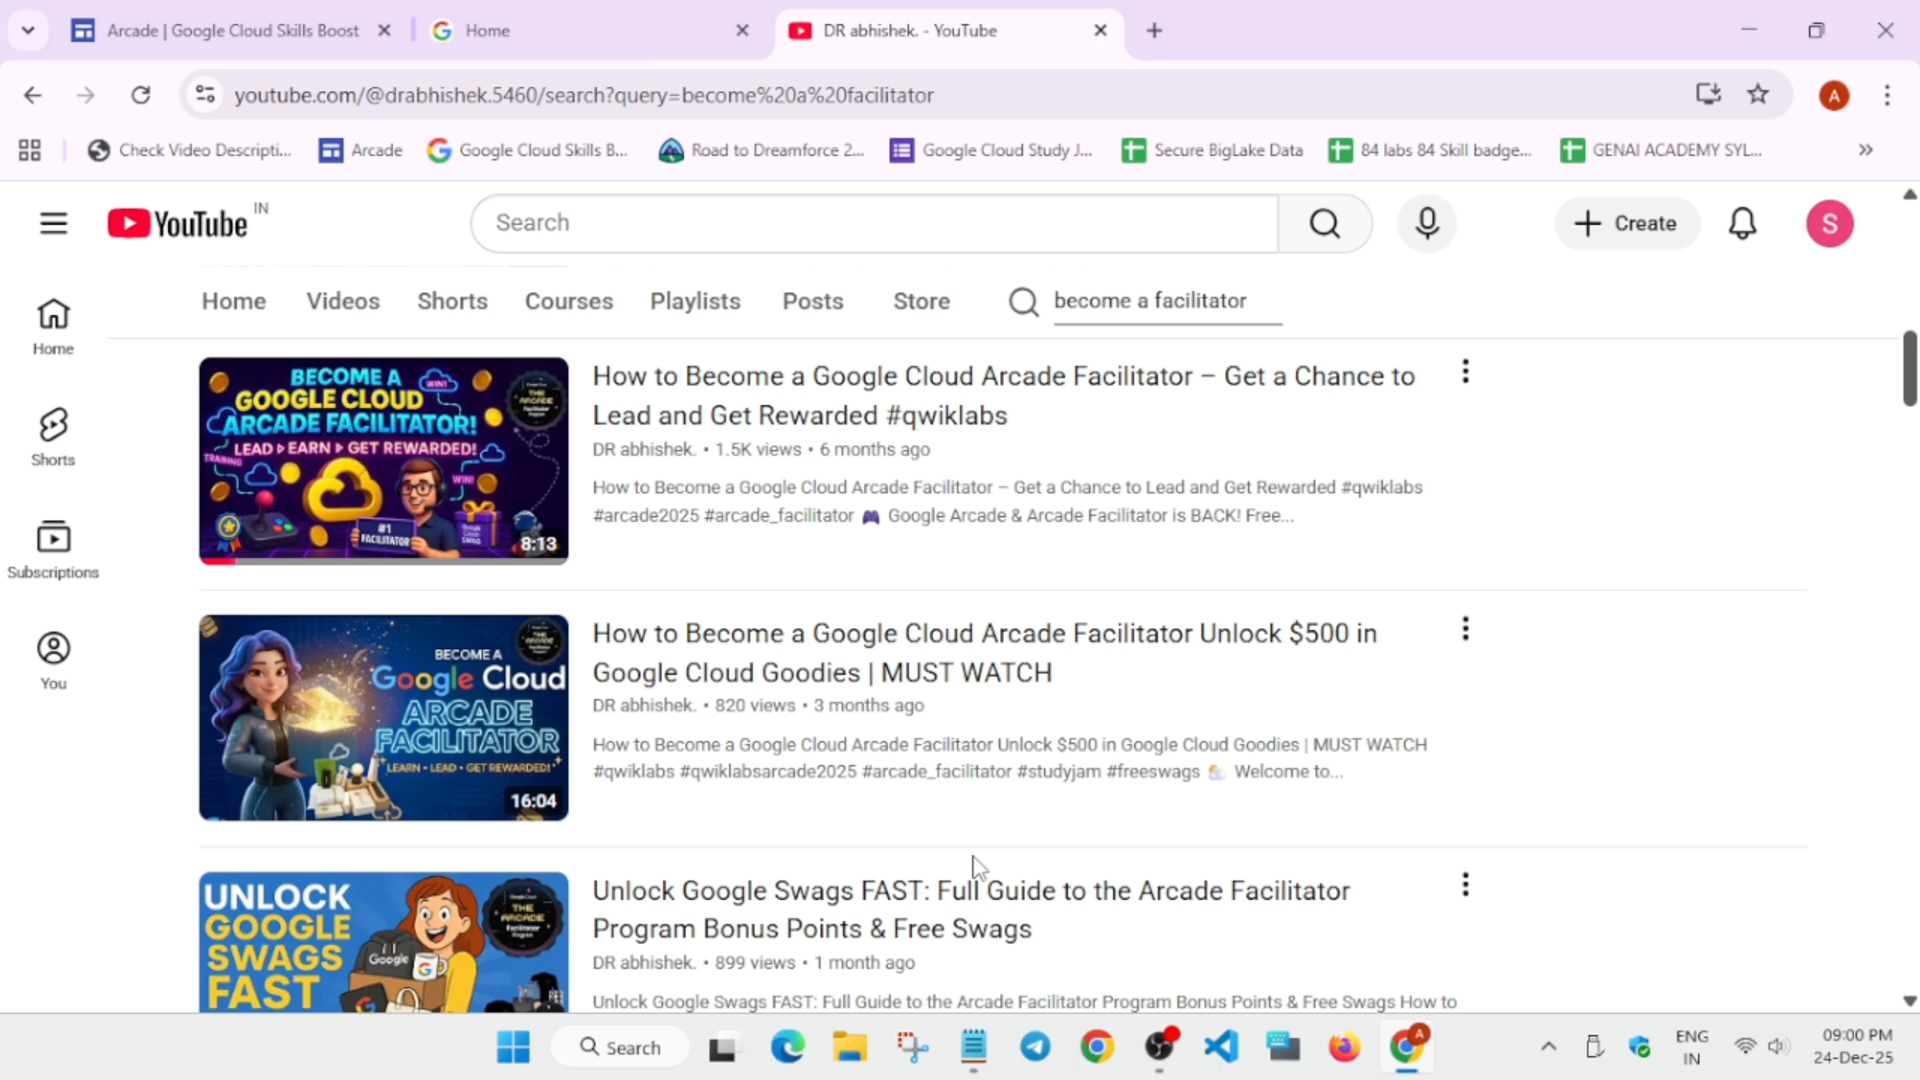 Arcade | Google Cloud Skills Boost
Home
DR abhishek. - YouTube
youtube.com/@drabhishek.5460/search?query=become%20a%20facilitator
A
Check Video Descripti...
Arcade
Google Cloud Skills B...
Road to Dreamforce 2...
Google Cloud Study J...
Secure BigLake Data
84 labs 84 Skill badge...
GENAI ACADEMY SYL...
YouTube
IN
Search
Create
S
Home
Videos
Shorts
Courses
Playlists
Posts
Store
become a facilitator
Home
Shorts
Subscriptions
You
BECOME A
GOOGLE CLOUD
ARCADE FACILITATOR!
LEAD ▷ EARN ▷ GET REWARDED!
TRAINING
WIN!
WIN!
THE ARCADE
#1
FACILITATOR
8:13
How to Become a Google Cloud Arcade Facilitator – Get a Chance to
Lead and Get Rewarded #qwiklabs
DR abhishek. • 1.5K views • 6 months ago
How to Become a Google Cloud Arcade Facilitator – Get a Chance to Lead and Get Rewarded #qwiklabs
#arcade2025 #arcade_facilitator 🎮 Google Arcade & Arcade Facilitator is BACK! Free...
BECOME A
Google Cloud
ARCADE
FACILITATOR
LEARN • LEAD • GET REWARDED!
16:04
How to Become a Google Cloud Arcade Facilitator Unlock $500 in
Google Cloud Goodies | MUST WATCH
DR abhishek. • 820 views • 3 months ago
How to Become a Google Cloud Arcade Facilitator Unlock $500 in Google Cloud Goodies | MUST WATCH
#qwiklabs #qwiklabsarcade2025 #arcade_facilitator #studyjam #freeswags 🌥️ Welcome to...
UNLOCK
GOOGLE
SWAGS
FAST
Google
G
THE
ARCADE
Unlock Google Swags FAST: Full Guide to the Arcade Facilitator
Program Bonus Points & Free Swags
DR abhishek. • 899 views • 1 month ago
Unlock Google Swags FAST: Full Guide to the Arcade Facilitator Program Bonus Points & Free Swags How to
Search
A
ENG
IN
09:00 PM
24-Dec-25